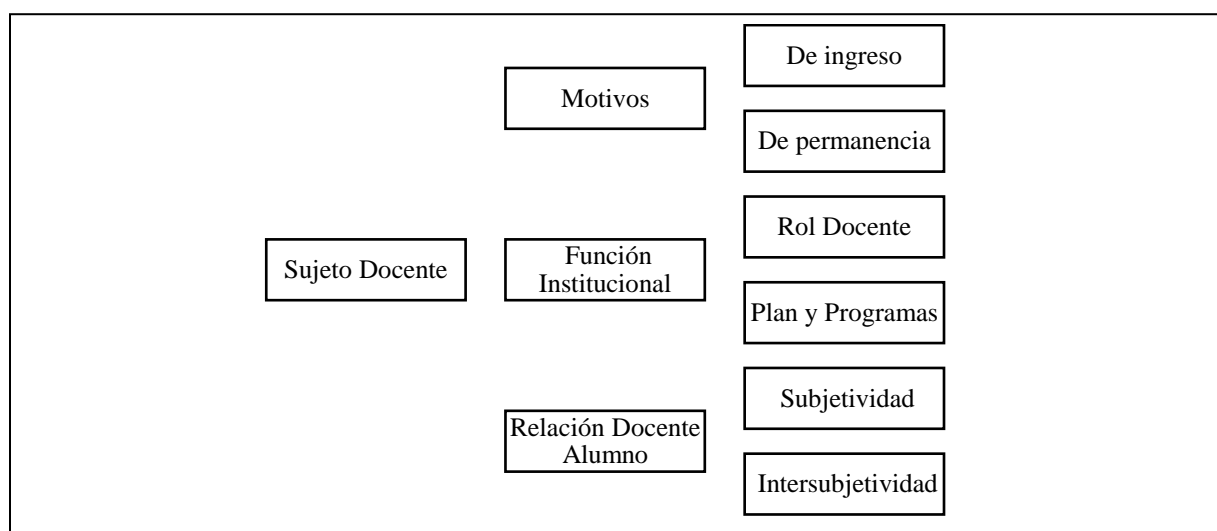 De ingreso
Motivos
De permanencia
Rol Docente
Sujeto Docente
Función
Institucional
Plan y Programas
Subjetividad
Relación Docente
Alumno
Intersubjetividad